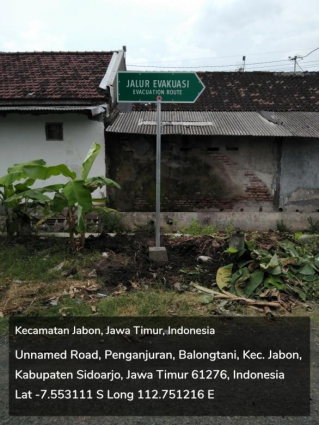 JALUR EVAKUASI
EVACUATION ROUTE
Kecamatan Jabon, Jawa Timur, Indonesia
Unnamed Road, Penganjuran, Balongtani, Kec. Jabon,
Kabupaten Sidoarjo, Jawa Timur 61276, Indonesia
Lat -7.553111 S Long 112.751216 E